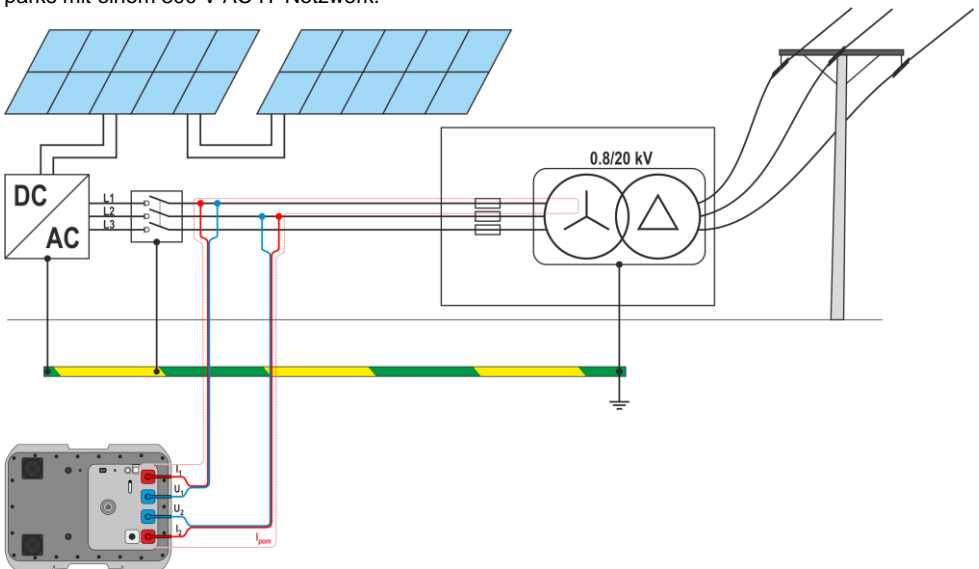 parks mit einem 800 V AC IT-Netzwerk.
0.8/20 kV
DC
AC
L1
L2
L3
I1
U1
U2
I2
Ipom